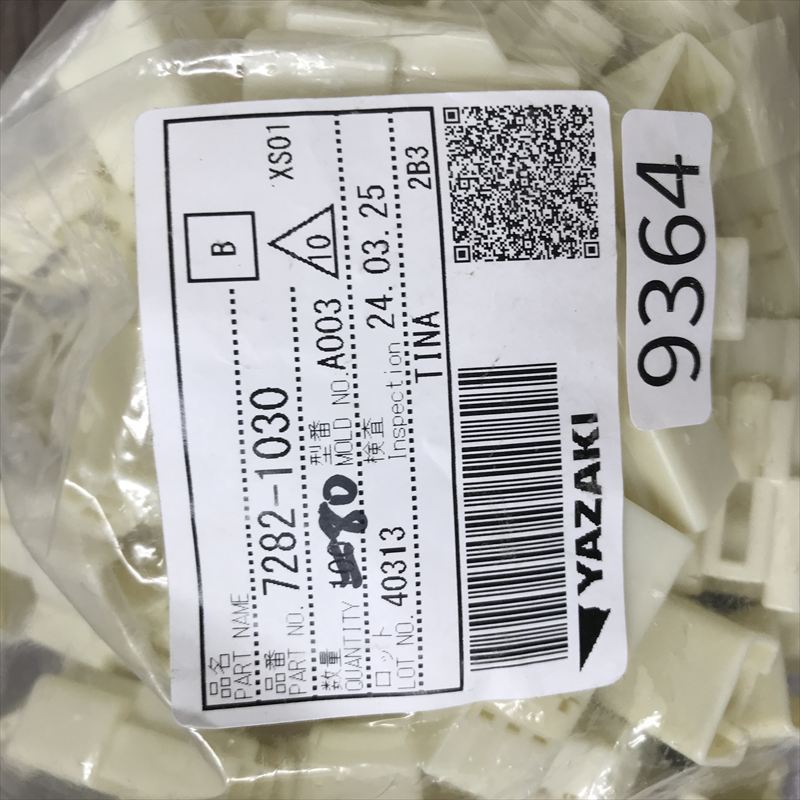 品名
PART NAME
B
XS01
品番
PART NO.
7282-1030
10
数量
QUANTITY
80
型番
MOLD NO.
A003
ロット
LOT NO.
40313
検査
Inspection
24.03.25
TINA
2B3
YAZAKI
9364